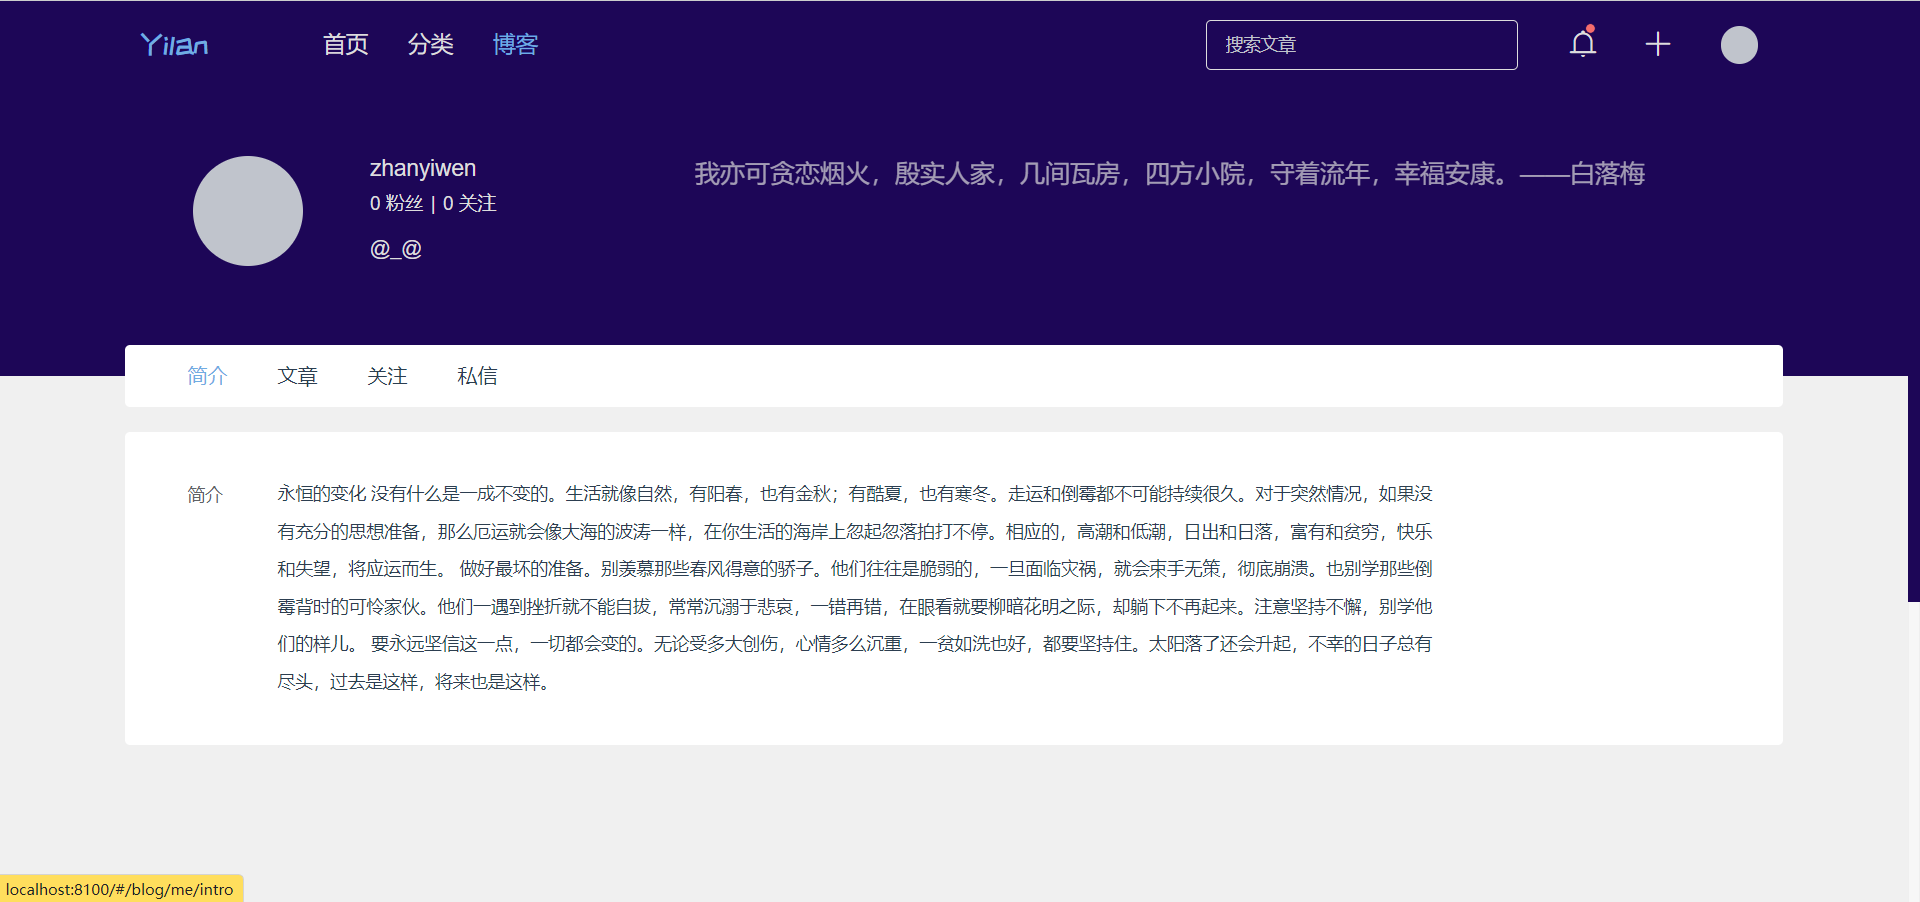 Yilan
首页 分类 博客
搜索文章
zhanyiwen
0 粉丝 | 0 关注
@_@
我亦可贪恋烟火，殷实人家，几间瓦房，四方小院，守着流年，幸福安康。——白落梅
简介 文章 关注 私信
简介
永恒的变化 没有什么是一成不变的。生活就像自然，有阳春，也有金秋；有酷夏，也有寒冬。走运和倒霉都不可能持续很久。对于突然情况，如果没
有充分的思想准备，那么厄运就会像大海的波涛一样，在你生活的海岸上忽起忽落拍打不停。相应的，高潮和低潮，日出和日落，富有和贫穷，快乐
和失望，将应运而生。 做好最坏的准备。别羡慕那些春风得意的骄子。他们往往是脆弱的，一旦面临灾祸，就会束手无策，彻底崩溃。也别学那些倒
霉背时的可怜家伙。他们一遇到挫折就不能自拔，常常沉溺于悲哀，一错再错，在眼看就要柳暗花明之际，却躺下不再起来。注意坚持不懈，别学他
们的样儿。 要永远坚信这一点，一切都会变的。无论受多大创伤，心情多么沉重，一贫如洗也好，都要坚持住。太阳落了还会升起，不幸的日子总有
尽头，过去是这样，将来也是这样。
localhost:8100/#/blog/me/intro